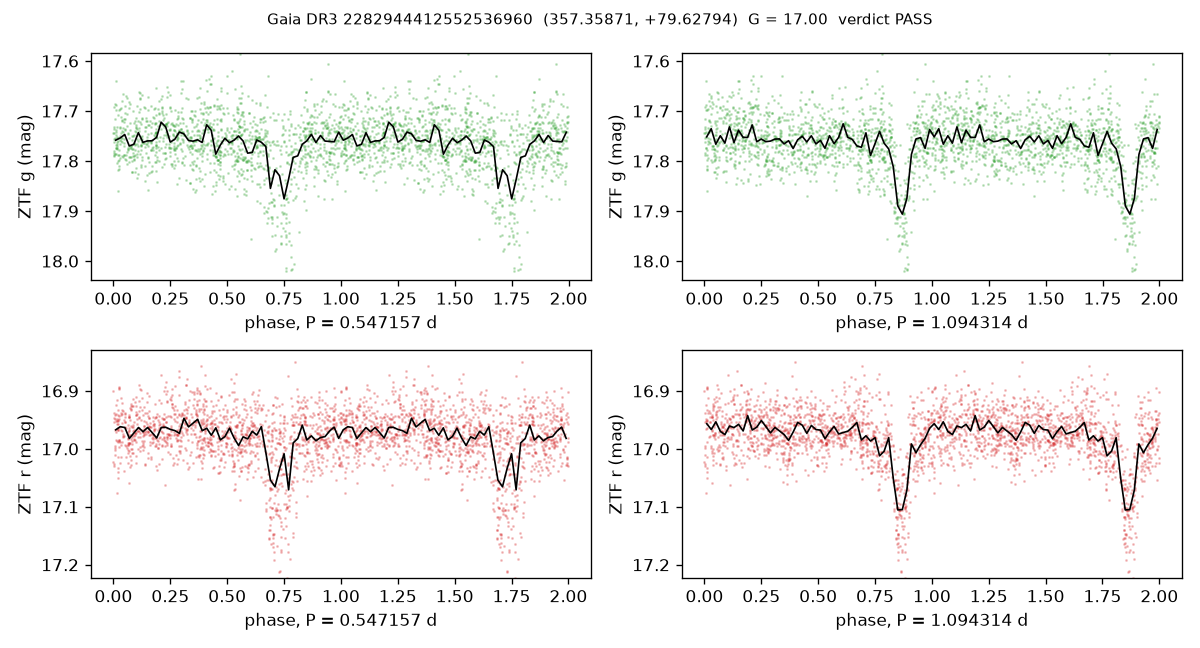 Gaia DR3 2282944412552536960 (357.35871, +79.62794) G = 17.00 verdict PASS
17.6
17.7
17.8
17.9
18.0
ZTF g (mag)
0.00 0.25 0.50 0.75 1.00 1.25 1.50 1.75 2.00
phase, P = 0.547157 d
17.6
17.7
17.8
17.9
18.0
ZTF g (mag)
0.00 0.25 0.50 0.75 1.00 1.25 1.50 1.75 2.00
phase, P = 1.094314 d
16.9
17.0
17.1
17.2
ZTF r (mag)
0.00 0.25 0.50 0.75 1.00 1.25 1.50 1.75 2.00
phase, P = 0.547157 d
16.9
17.0
17.1
17.2
ZTF r (mag)
0.00 0.25 0.50 0.75 1.00 1.25 1.50 1.75 2.00
phase, P = 1.094314 d